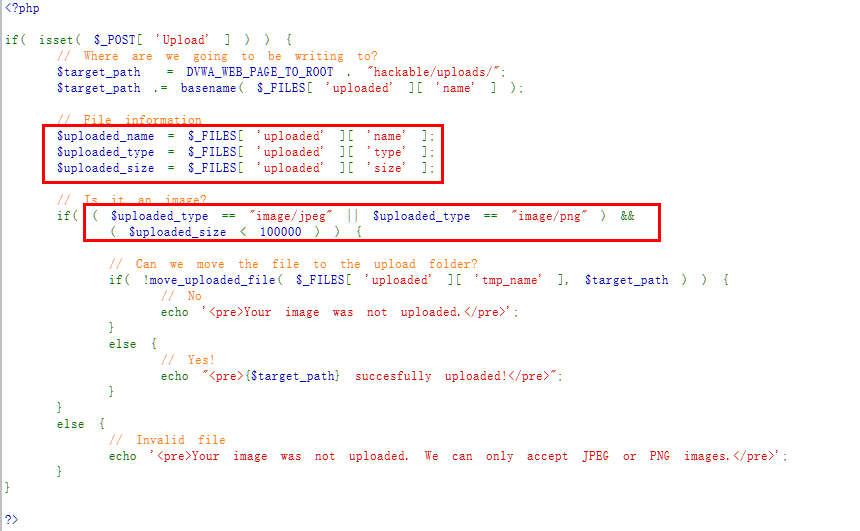 <?php
if( isset( $_POST[ 'Upload' ] ) ) {
// Where are we going to be writing to?
$target_path = DVWA_WEB_PAGE_TO_ROOT . "hackable/uploads/";
$target_path .= basename( $_FILES[ 'uploaded' ][ 'name' ] );
// File information
$uploaded_name = $_FILES[ 'uploaded' ][ 'name' ];
$uploaded_type = $_FILES[ 'uploaded' ][ 'type' ];
$uploaded_size = $_FILES[ 'uploaded' ][ 'size' ];
// Is it an image?
if( ( $uploaded_type == "image/jpeg" || $uploaded_type == "image/png" ) &&
( $uploaded_size < 100000 ) ) {
// Can we move the file to the upload folder?
if( !move_uploaded_file( $_FILES[ 'uploaded' ][ 'tmp_name' ], $target_path ) ) {
// No
echo '<pre>Your image was not uploaded.</pre>';
}
else {
// Yes!
echo "<pre>{$target_path} succesfully uploaded!</pre>";
}
}
else {
// Invalid file
echo '<pre>Your image was not uploaded. We can only accept JPEG or PNG images.</pre>';
}
}
?>